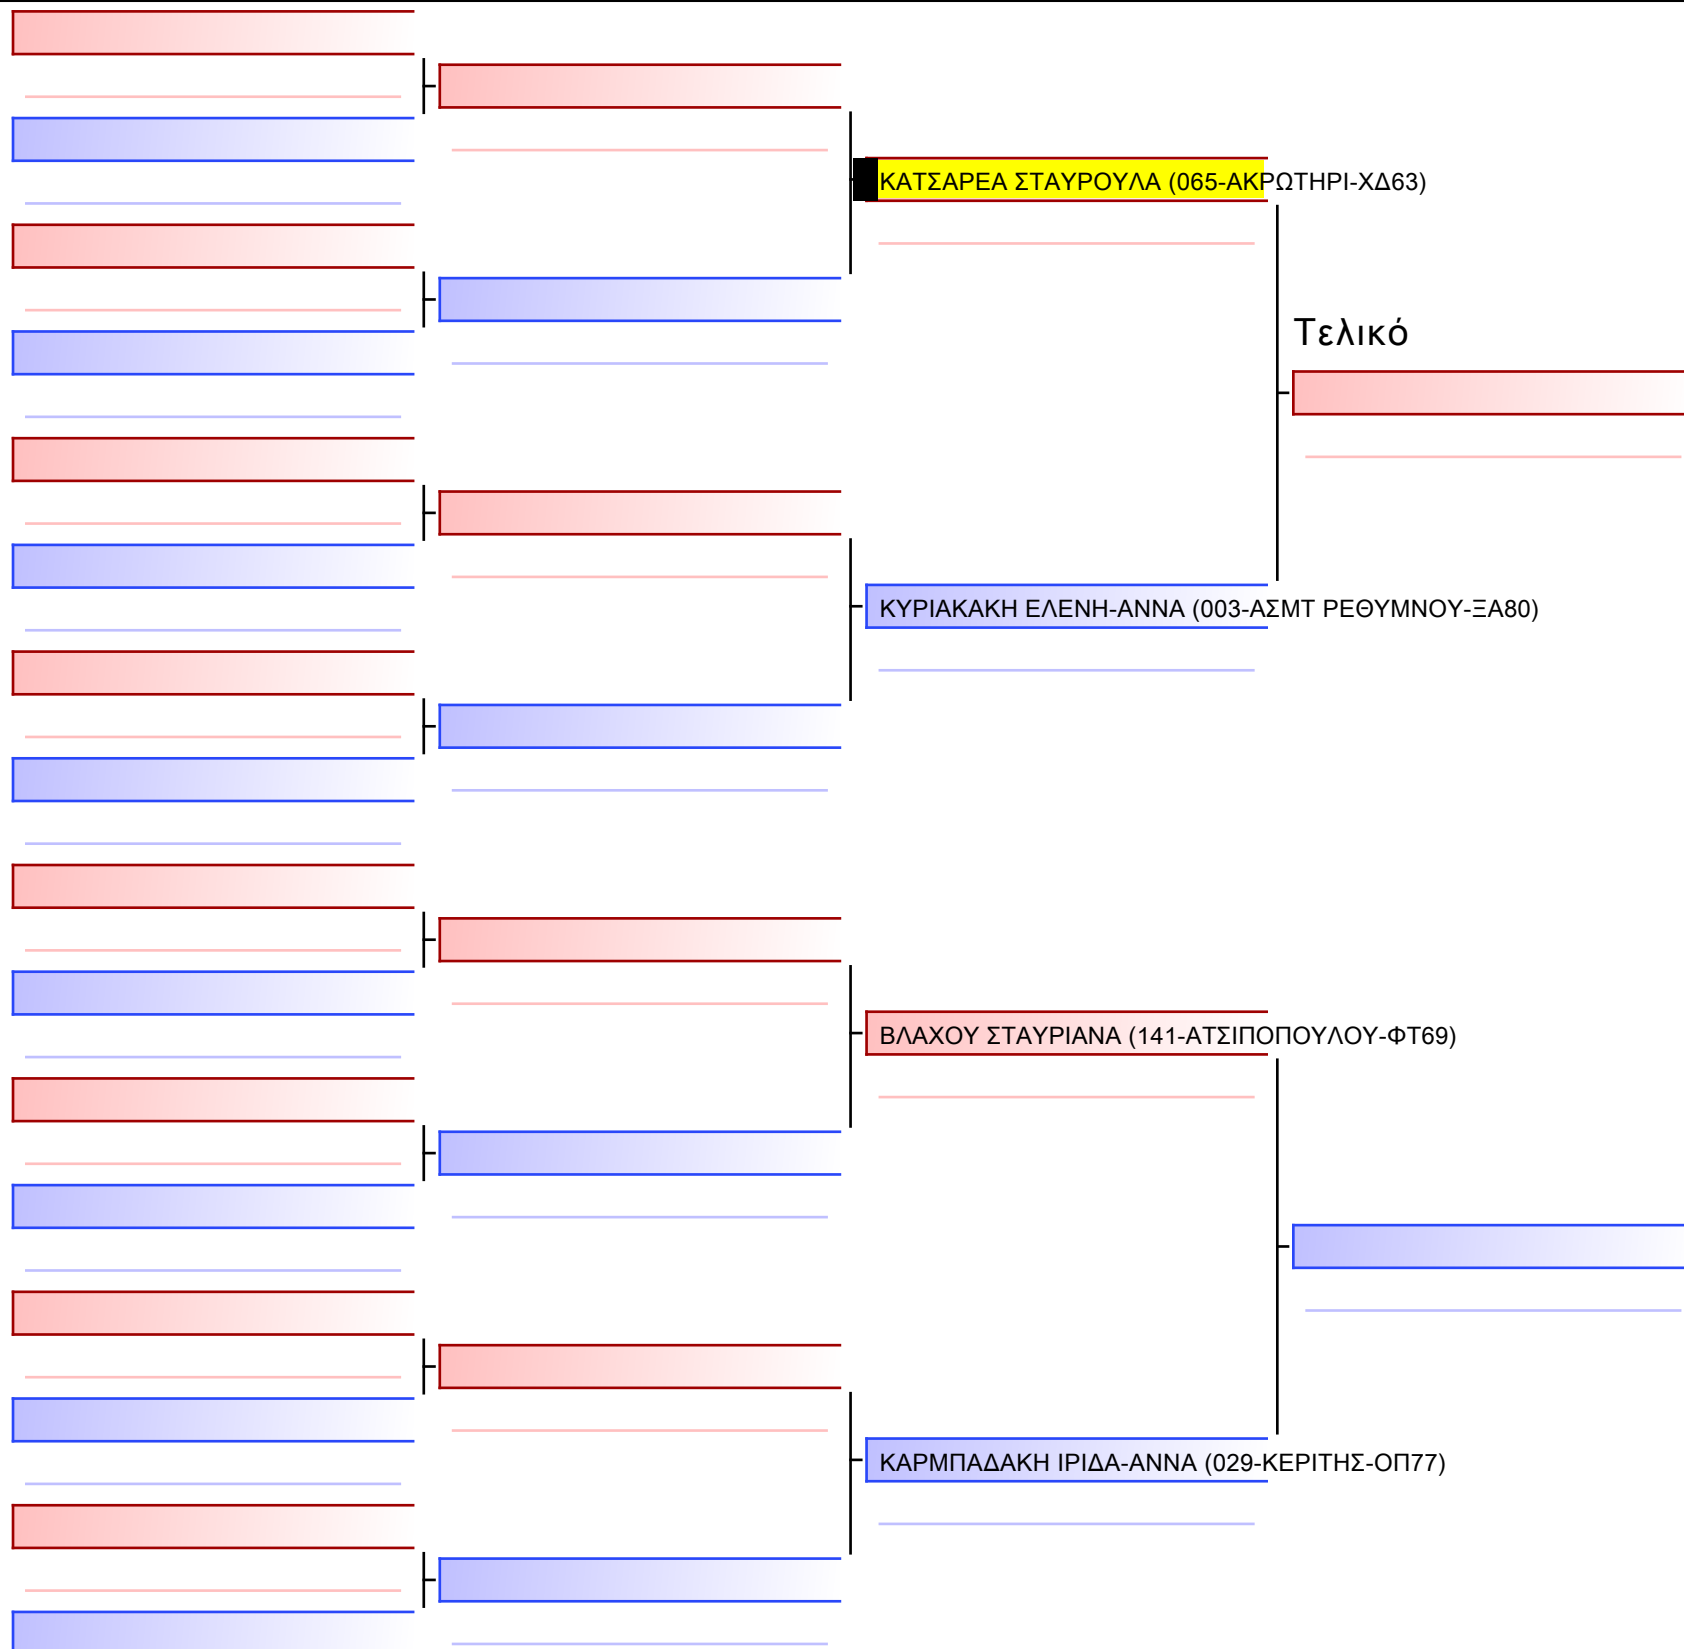 ΚΑΤΣΑΡΕΑ ΣΤΑΥΡΟΥΛΑ (065-ΑΚΡΩΤΗΡΙ-ΧΔ63)
Τελικό
ΚΥΡΙΑΚΑΚΗ ΕΛΕΝΗ-ΑΝΝΑ (003-ΑΣΜΤ ΡΕΘΥΜΝΟΥ-ΞΑ80)
ΒΛΑΧΟΥ ΣΤΑΥΡΙΑΝΑ (141-ΑΤΣΙΠΟΠΟΥΛΟΥ-ΦΤ69)
ΚΑΡΜΠΑΔΑΚΗ ΙΡΙΔΑ-ΑΝΝΑ (029-ΚΕΡΙΤΗΣ-ΟΠ77)